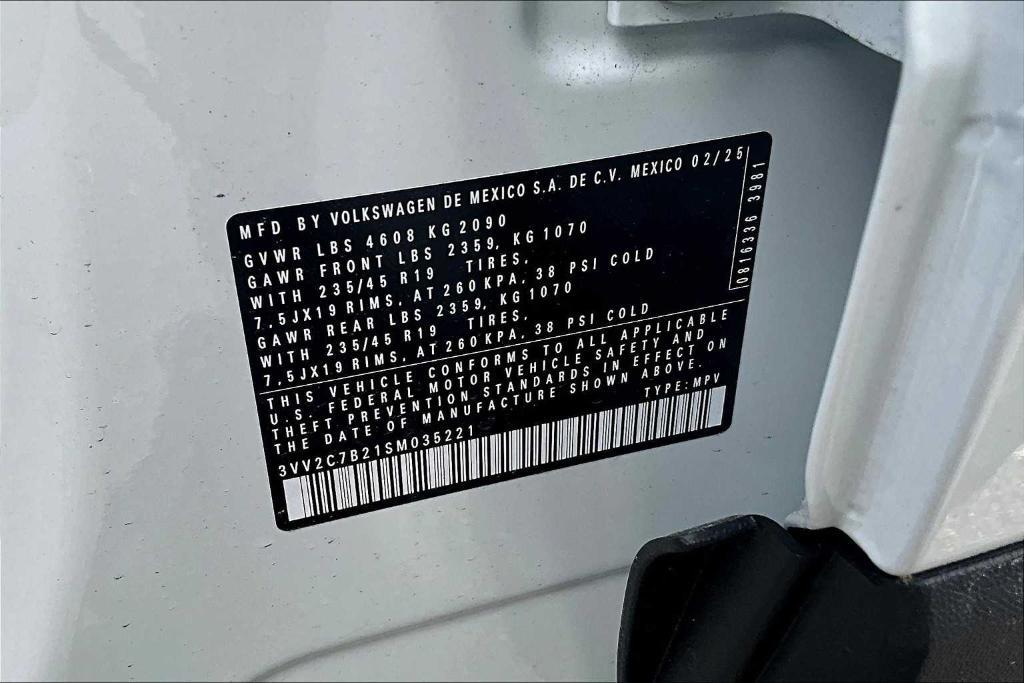 MFD BY VOLKSWAGEN DE MEXICO S.A. DE C.V. MEXICO 02/25
GVWR LBS 4608 KG 2090
GAWR FRONT LBS 2359, KG 1070
WITH 235/45 R19 TIRES,
7,5JX19 RIMS, AT 260 KPA, 38 PSI COLD
GAWR REAR LBS 2359, KG 1070
WITH 235/45 R19 TIRES,
7,5JX19 RIMS, AT 260 KPA, 38 PSI COLD
THIS VEHICLE CONFORMS TO ALL APPLICABLE
U.S. FEDERAL MOTOR VEHICLE SAFETY AND
THEFT PREVENTION STANDARDS IN EFFECT ON
THE DATE OF MANUFACTURE SHOWN ABOVE.
3VV2C7B21SM035221 TYPE: MPV
0816336 3981